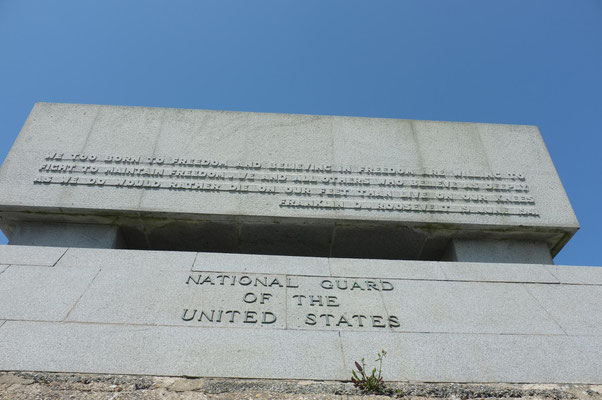 WE TOO BORN TO FREEDOM AND BELIEVING IN FREEDOM ARE WILLING TO
FIGHT TO MAINTAIN FREEDOM. WE AND ALL OTHERS WHO BELIEVE AS DEEPLY
AS WE DO WOULD RATHER DIE ON OUR FEET THAN LIVE ON OUR KNEES
FRANKLIN D. ROOSEVELT
NATIONAL GUARD
OF THE
UNITED STATES